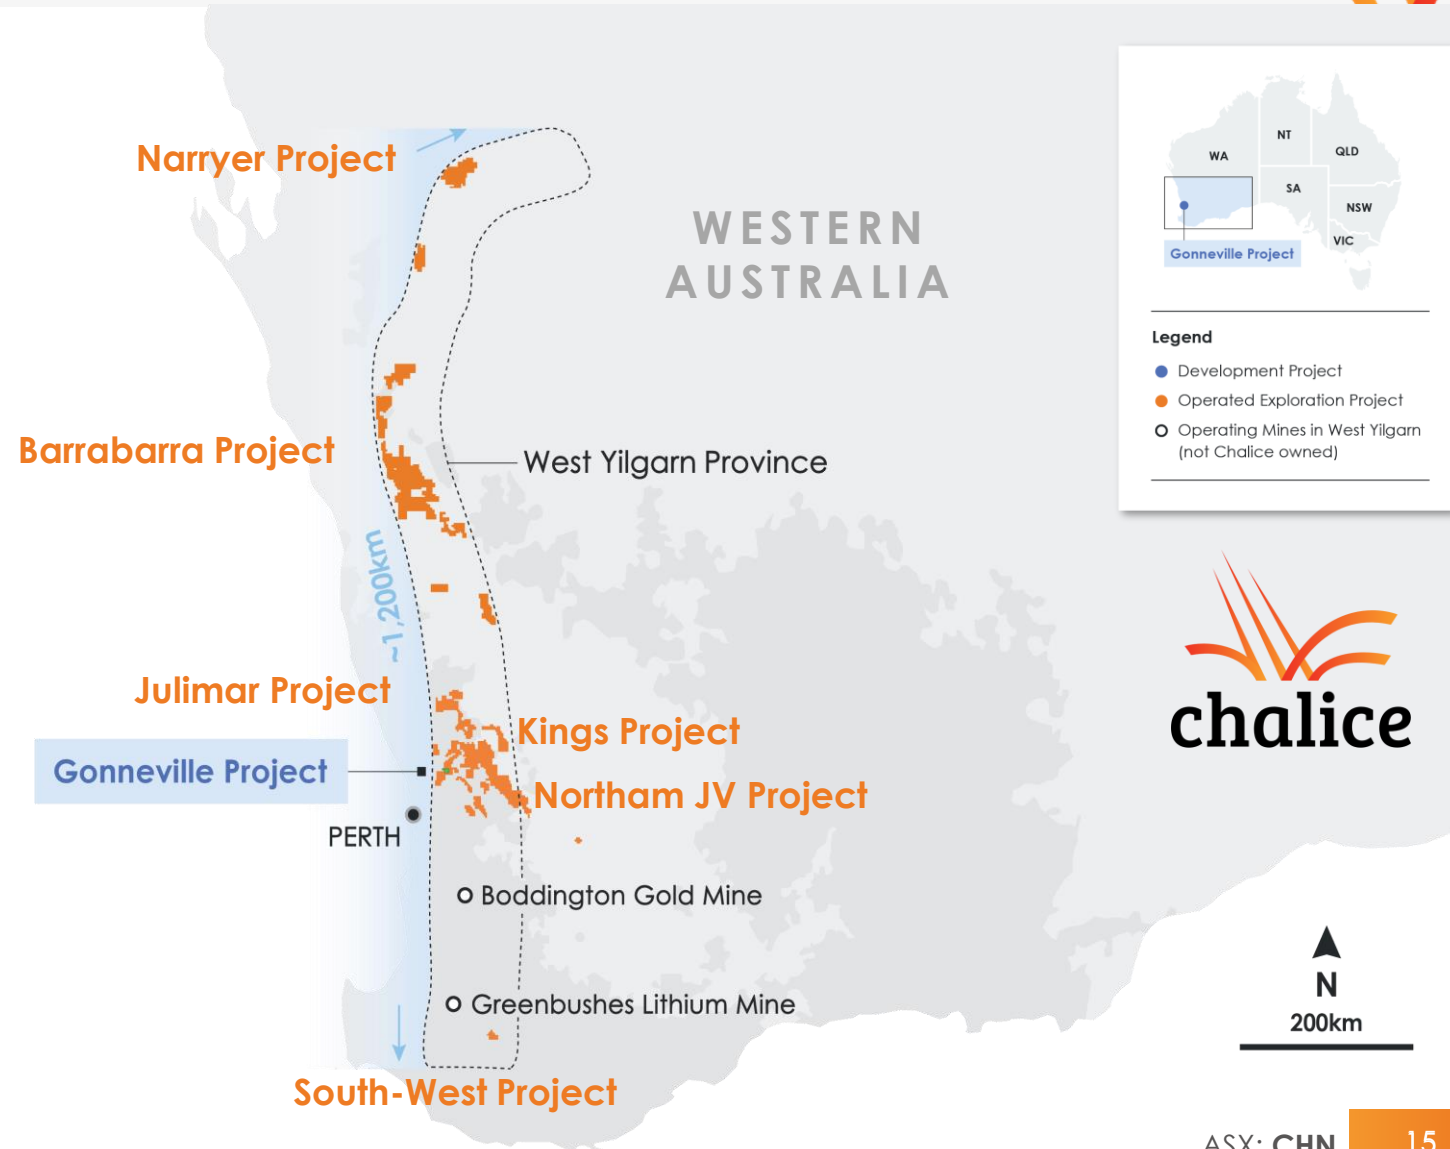 Narryer Project
WESTERN
AUSTRALIA
Barrabarra Project
West Yilgarn Province
~1,200km
Julimar Project
Kings Project
Gonneville Project
Northam JV Project
PERTH
Boddington Gold Mine
Greenbushes Lithium Mine
South-West Project
WA
NT
QLD
SA
NSW
VIC
Gonneville Project
Legend
Development Project
Operated Exploration Project
Operating Mines in West Yilgarn
(not Chalice owned)
chalice
N
200km
ASX: CHN
15